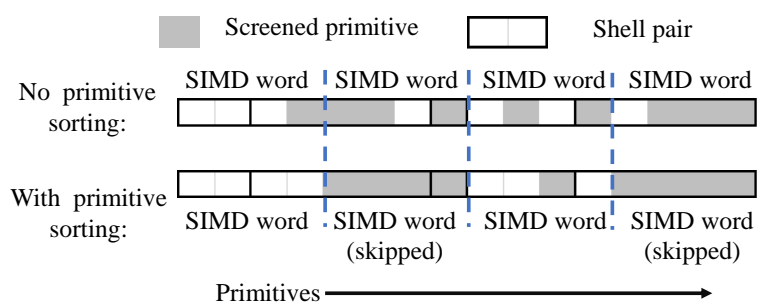 Screened primitive
Shell pair
SIMD word SIMD word SIMD word SIMD word
No primitive
sorting:
With primitive
sorting:
SIMD word SIMD word SIMD word SIMD word
(skipped) (skipped)
Primitives